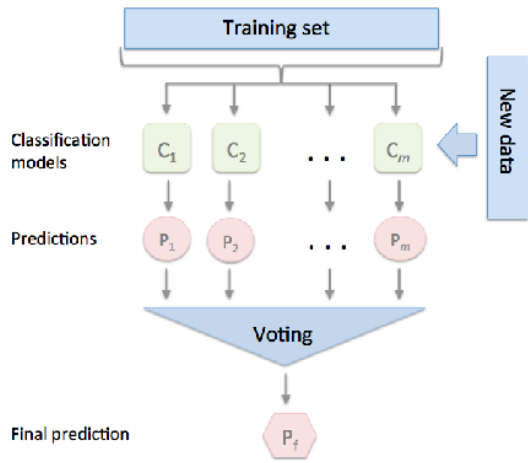 Training set
New data
Classification
models
C1 C2 . . . Cm
Predictions
P1 P2 . . . Pm
Voting
Final prediction
Pf